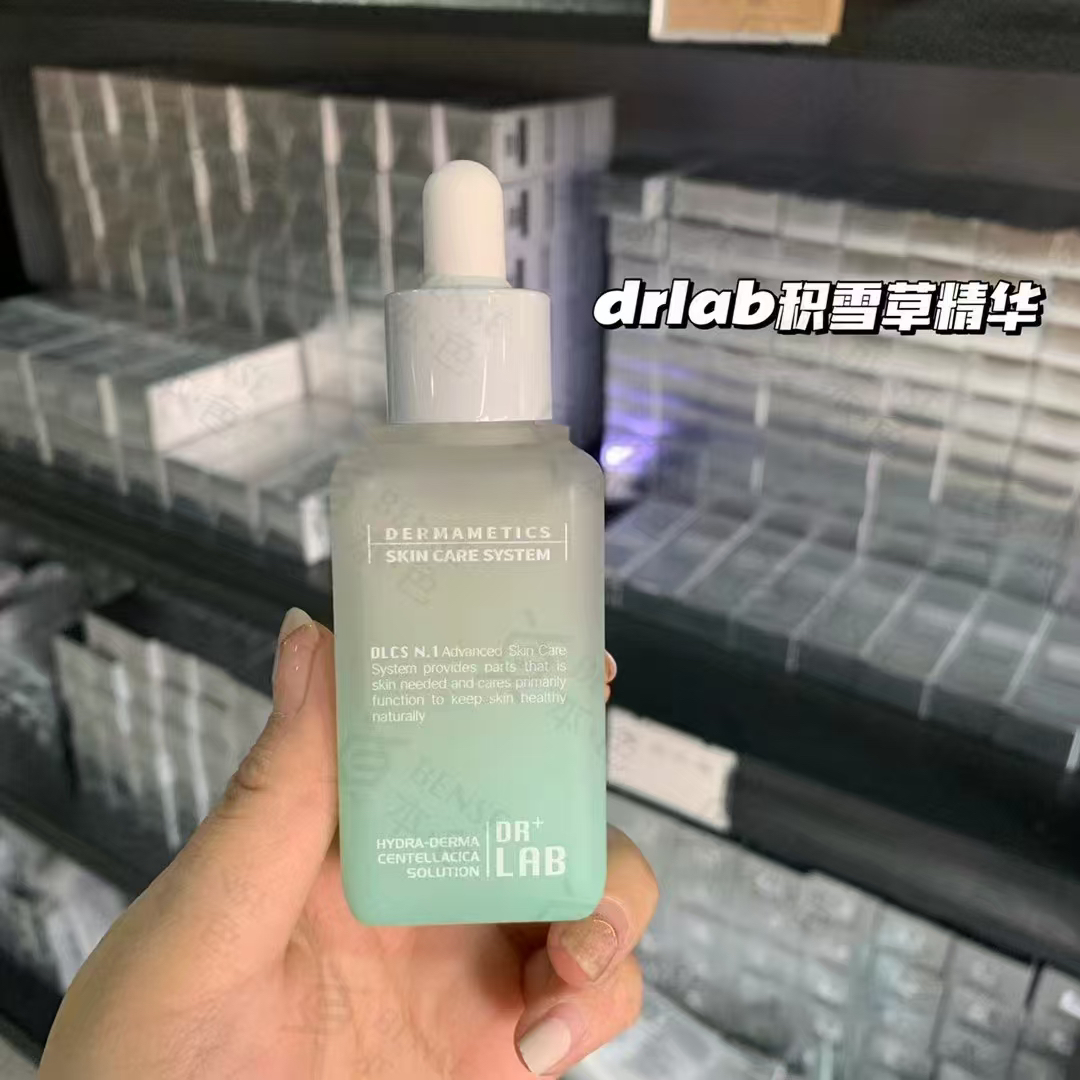 drlab积雪草精华
DERMAMETICS
SKIN CARE SYSTEM
DLCS N.1 Advanced Skin Care
System provides parts that is
skin needed and cares primarily
function to keep skin healthy
naturally
HYDRA-DERMA
CENTELLACICA
SOLUTION
DR+
LAB